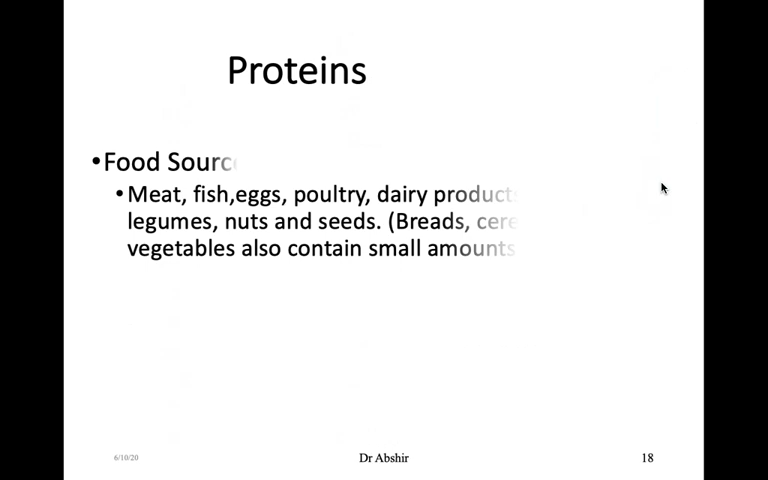 Proteins
•Food Sourc
•Meat, fish,eggs, poultry, dairy product
legumes, nuts and seeds. (Breads, cere
vegetables also contain small amounts
6/10/20
Dr Abshir
18